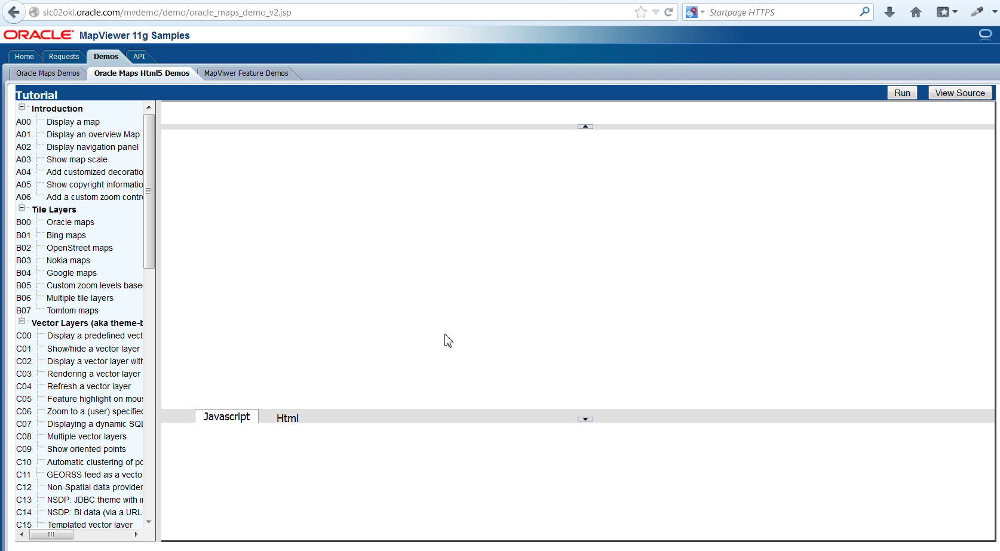 slc02okl.oracle.com/mvdemo/demo/oracle_maps_demo_v2.jsp
Startpage HTTPS
ORACLE MapViewer 11g Samples
Home Requests Demos API
Oracle Maps Demos Oracle Maps Html5 Demos MapViwer Feature Demos
Tutorial
Run View Source
Introduction
A00 Display a map
A01 Display an overview Map
A02 Display navigation panel
A03 Show map scale
A04 Add customized decoratio
A05 Show copyright informatio
A06 Add a custom zoom contr
Tile Layers
B00 Oracle maps
B01 Bing maps
B02 OpenStreet maps
B03 Nokia maps
B04 Google maps
B05 Custom zoom levels base
B06 Multiple tile layers
B07 Tomtom maps
Vector Layers (aka theme-b
C00 Display a predefined vect
C01 Show/hide a vector layer
C02 Display a vector layer with
C03 Rendering a vector layer
C04 Refresh a vector layer
C05 Feature highlight on mou
C06 Zoom to a (user) specified
C07 Displaying a dynamic SQL
C08 Multiple vector layers
C09 Show oriented points
C10 Automatic clustering of po
C11 GEORSS feed as a vecto
C12 Non-Spatial data provider
C13 NSDP: JDBC theme with i
C14 NSDP: BI data (via a URL
C15 Templated vector layer
Javascript Html